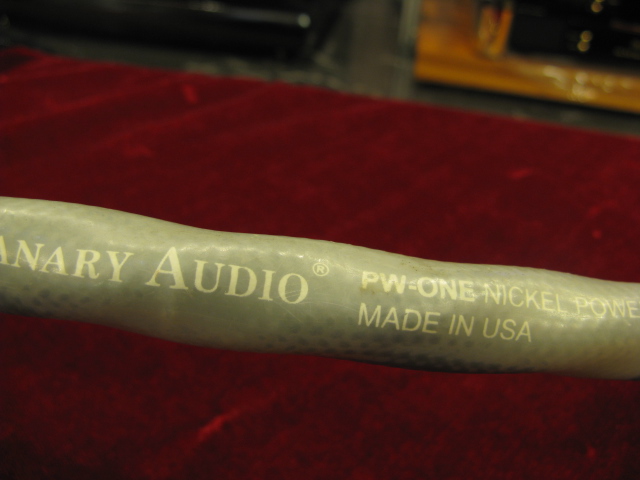 ANARY AUDIO®
PW-ONE NICKEL POWE
MADE IN USA